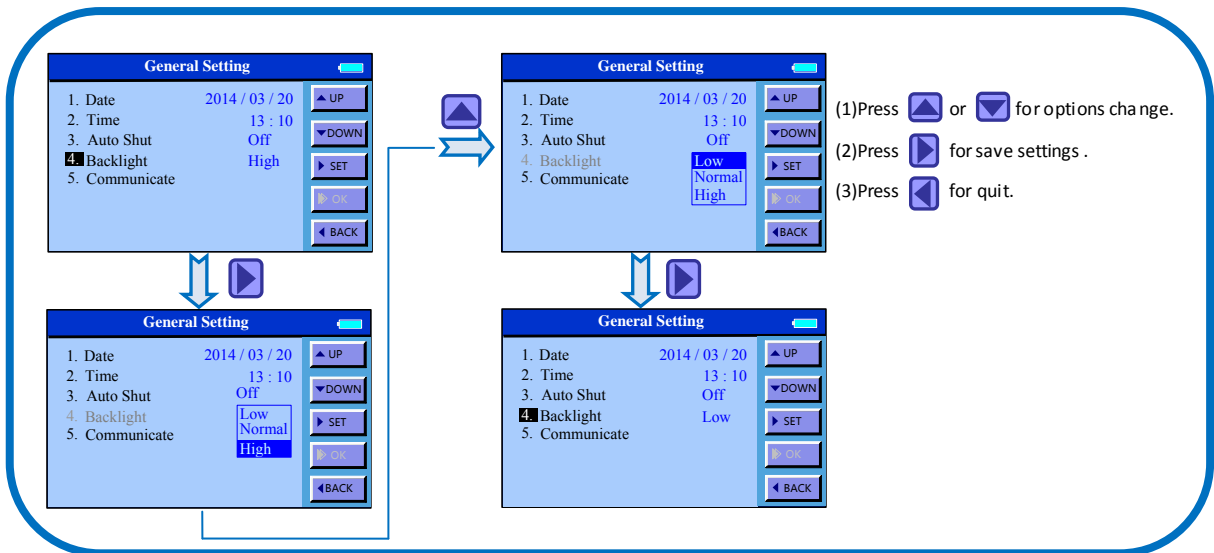 General Setting
1. Date 2014 / 03 / 20
2. Time 13 : 10
3. Auto Shut Off
4. Backlight High
5. Communicate
UP
DOWN
SET
OK
BACK
General Setting
1. Date 2014 / 03 / 20
2. Time 13 : 10
3. Auto Shut Off
4. Backlight Low
Normal
5. Communicate
High
UP
DOWN
SET
OK
BACK
General Setting
1. Date 2014 / 03 / 20
2. Time 13 : 10
3. Auto Shut Off
4. Backlight Low
5. Communicate Normal
High
UP
DOWN
SET
OK
BACK
General Setting
1. Date 2014 / 03 / 20
2. Time 13 : 10
3. Auto Shut Off
4. Backlight Low
5. Communicate
UP
DOWN
SET
OK
BACK
(1)Press or for options change.
(2)Press for save settings .
(3)Press for quit.